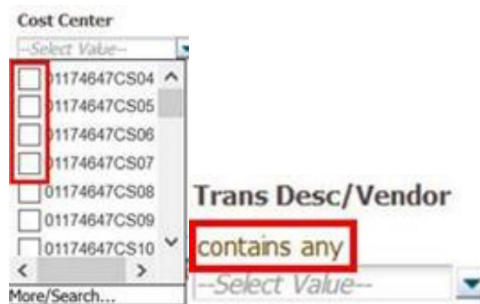 Cost Center
--Select Value--
01174647CS04
01174647CS05
01174647CS06
01174647CS07
01174647CS08
01174647CS09
01174647CS10
More/Search...
Trans Desc/Vendor
contains any
--Select Value--